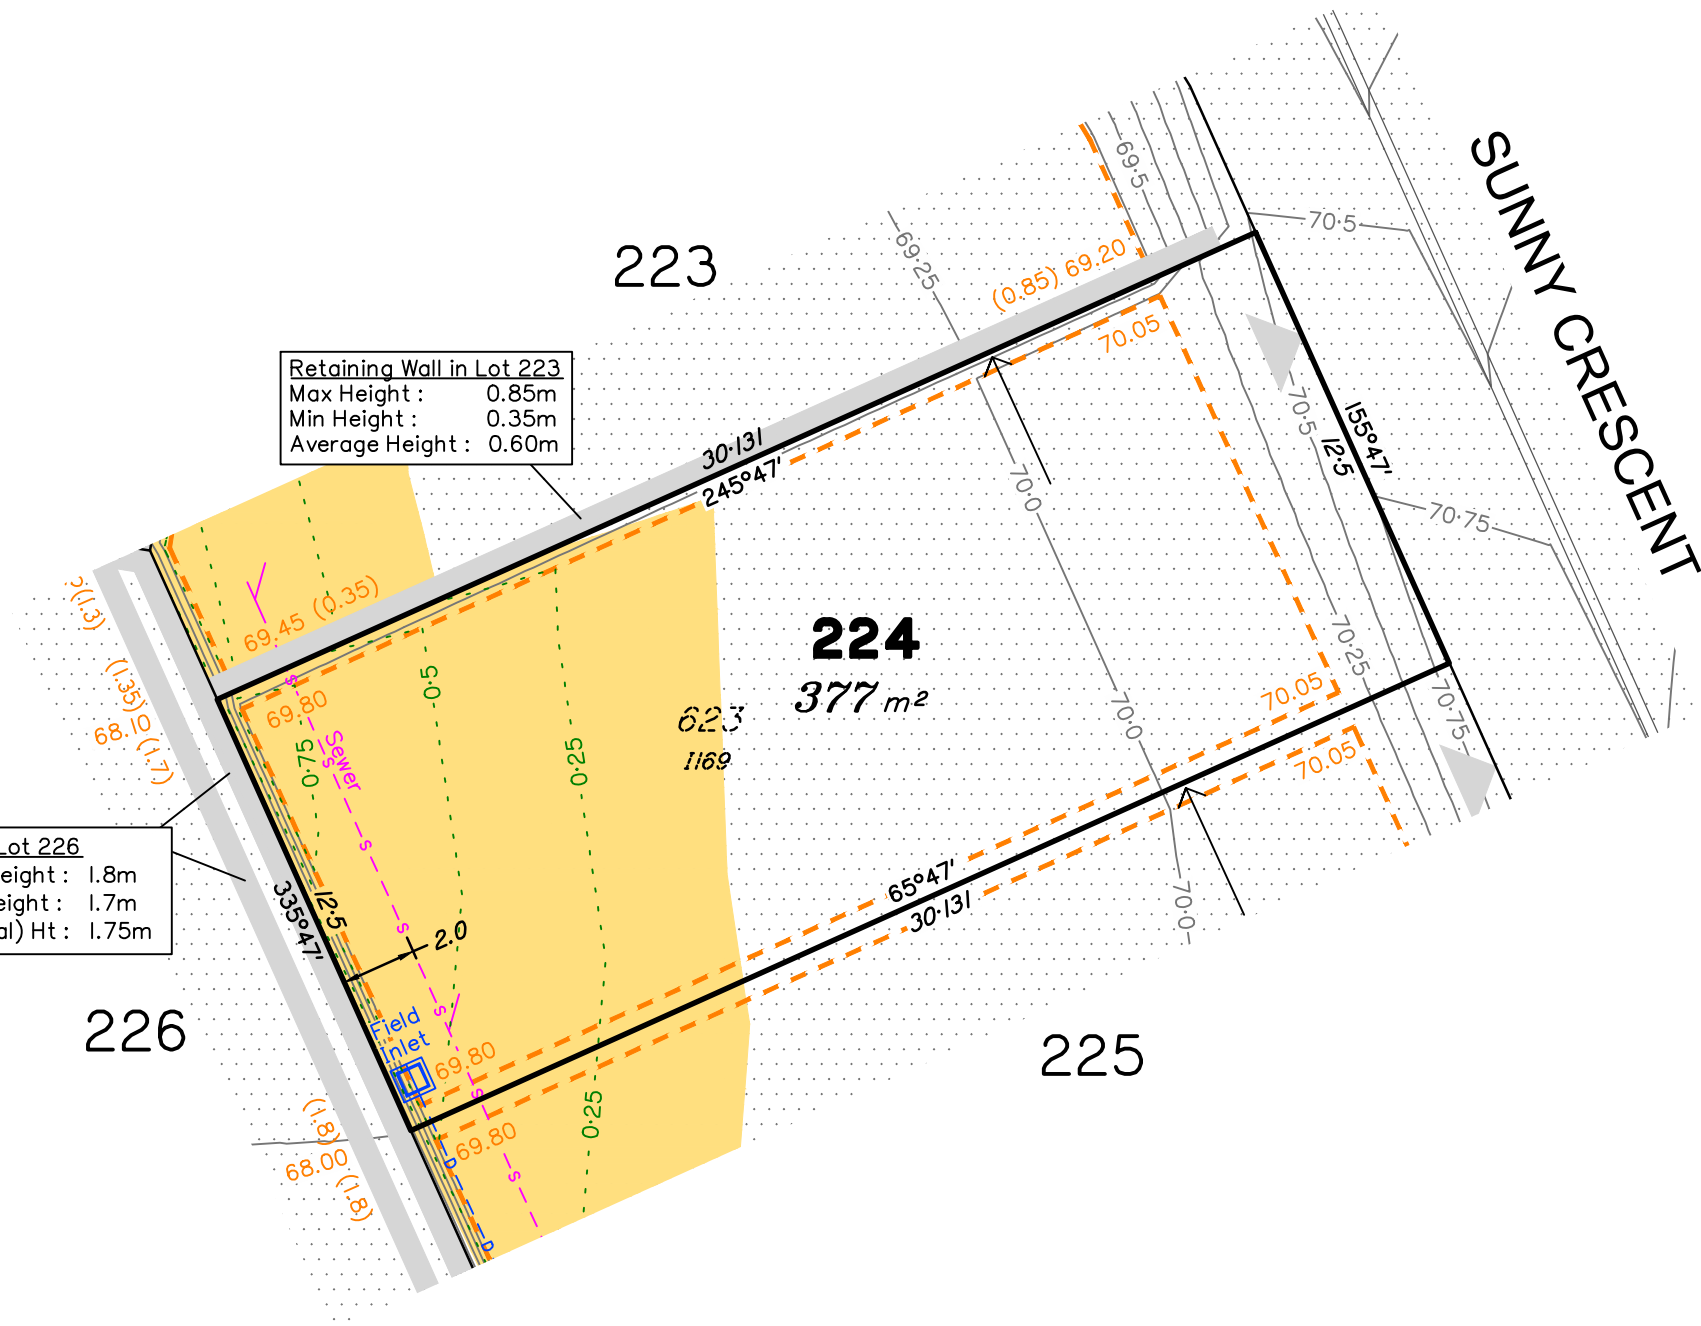 SUNNY CRESCENT
223
69·5
69·25
(0.85) 69.20
70.05
70·5
Retaining Wall in Lot 223
Max Height : 0.85m
Min Height : 0.35m
Average Height : 0.60m
30·131
245°47'
70·0
70·5
155°47'
12·5
70·75
(1.3)
69.45 (0.35)
(1.35)
68.10
(1.7)
S
69.80
0·75
Sewer
S
0·5
0·25
224
377 m²
623
1169
70·0
70·25
70.05
70·75
70.05
Lot 226
eight : 1.8m
eight : 1.7m
al) Ht : 1.75m
S
335°47'
12·5
S
2.0
65°47'
30·131
70·0
226
225
S
Field
Inlet
69.80
S
0·25
69.80
(1.8)
68.00
(1.8)
D
S
D